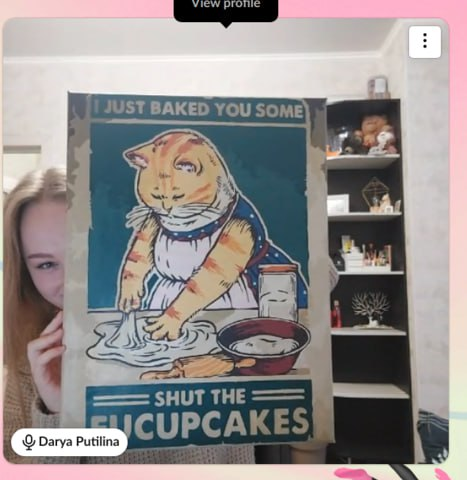 View profile
I JUST BAKED YOU SOME
SHUT THE
FUCUPCAKES
Darya Putilina